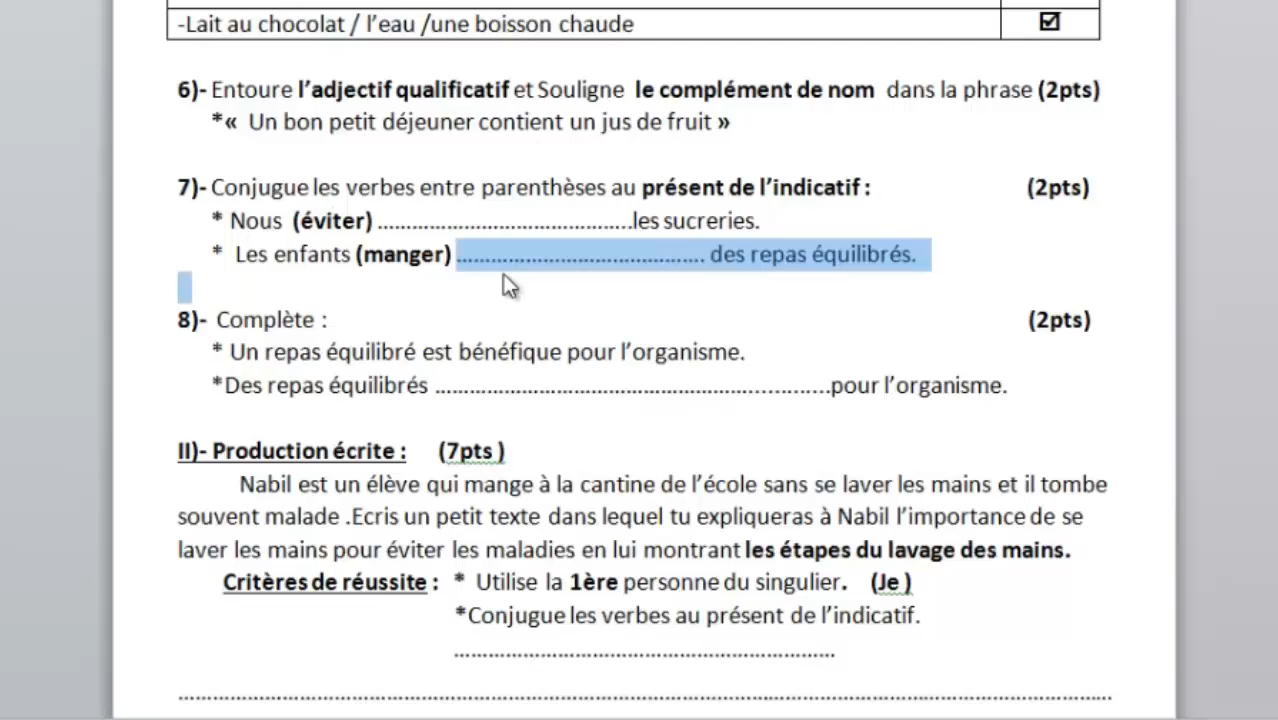 -Lait au chocolat / l’eau /une boisson chaude ☑
6)- Entoure l’adjectif qualificatif et Souligne le complément de nom dans la phrase (2pts)
*« Un bon petit déjeuner contient un jus de fruit »
7)- Conjugue les verbes entre parenthèses au présent de l’indicatif : (2pts)
* Nous (éviter) ............................................les sucreries.
* Les enfants (manger) ........................................... des repas équilibrés.
8)- Complète : (2pts)
* Un repas équilibré est bénéfique pour l’organisme.
*Des repas équilibrés ....................................................................pour l’organisme.
II)- Production écrite : (7pts )
Nabil est un élève qui mange à la cantine de l’école sans se laver les mains et il tombe
souvent malade .Ecris un petit texte dans lequel tu expliqueras à Nabil l’importance de se
laver les mains pour éviter les maladies en lui montrant les étapes du lavage des mains.
Critères de réussite : * Utilise la 1ère personne du singulier. (Je )
*Conjugue les verbes au présent de l’indicatif.
..................................................................
................................................................................................................................................................